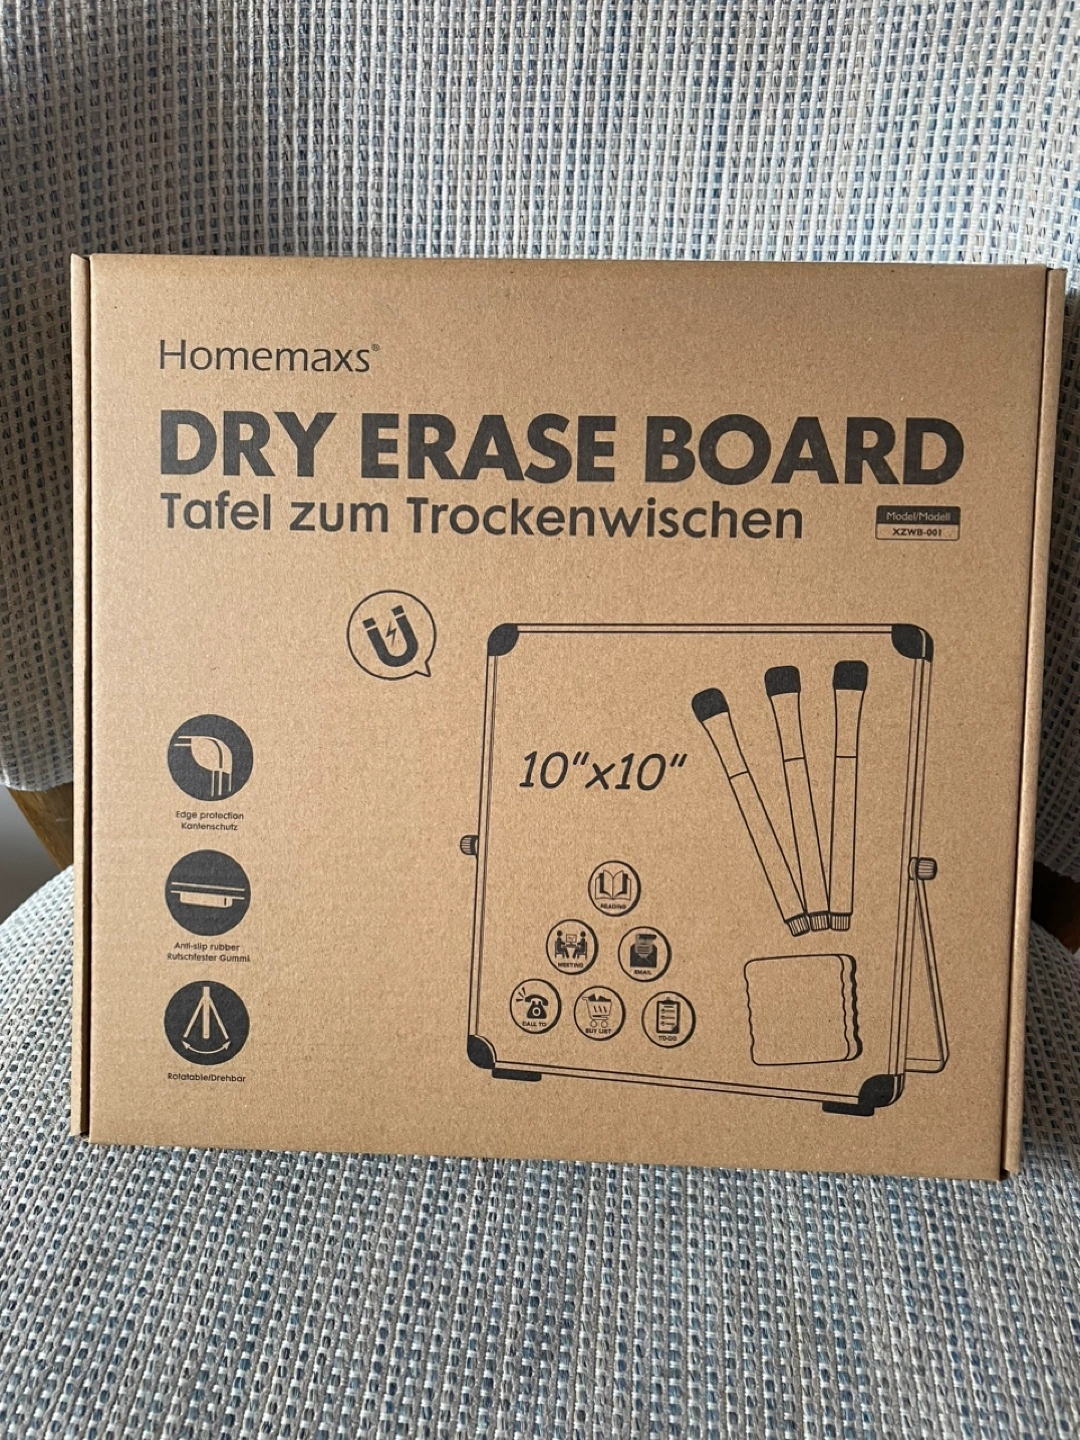 Homemaxs®
DRY ERASE BOARD
Tafel zum Trockenwischen
Model/Modell
XZWB-001
10"x10"
Edge protection
Kantenschutz
READING
Anti-slip rubber
Rutschfester Gummi
MEETING
EMAIL
CALL TO
BUY LIST
TO-DO
Rotatable/Drehbar